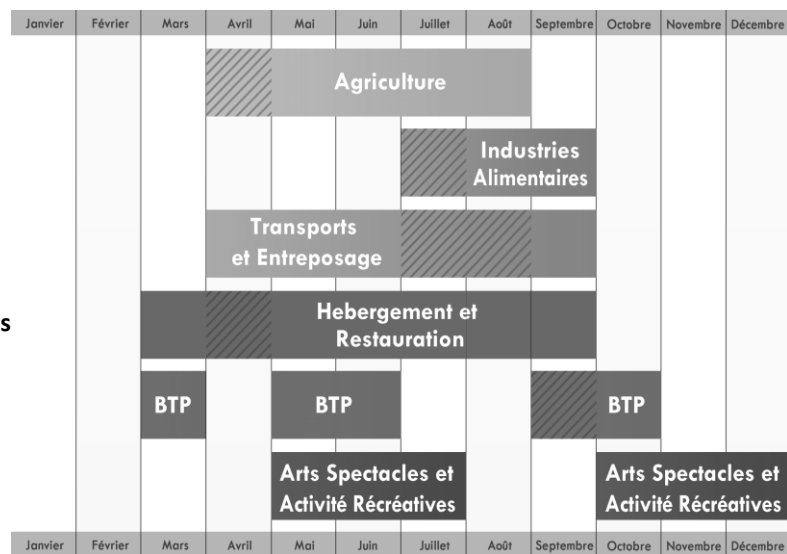 Janvier Février Mars Avril Mai Juin Juillet Août Septembre Octobre Novembre Décembre
Agriculture
Industries
Alimentaires
Transports
et Entreposage
s
Hebergement et
Restauration
BTP BTP BTP
Arts Spectacles et Arts Spectacles et
Activité Récréatives Activité Récréatives
Janvier Février Mars Avril Mai Juin Juillet Août Septembre Octobre Novembre Décembre